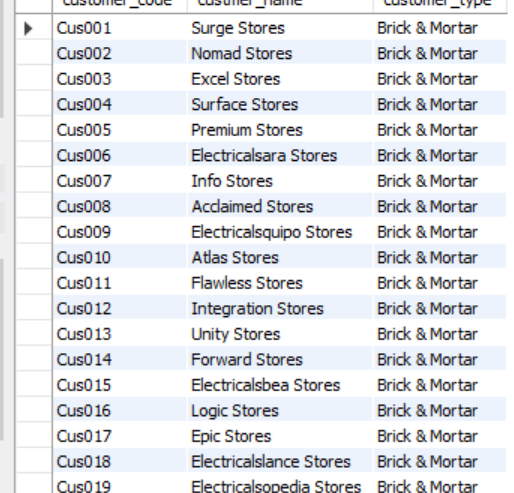 customer_code custmer_name customer_type
Cus001 Surge Stores Brick & Mortar
Cus002 Nomad Stores Brick & Mortar
Cus003 Excel Stores Brick & Mortar
Cus004 Surface Stores Brick & Mortar
Cus005 Premium Stores Brick & Mortar
Cus006 Electricalsara Stores Brick & Mortar
Cus007 Info Stores Brick & Mortar
Cus008 Acclaimed Stores Brick & Mortar
Cus009 Electricalsquipo Stores Brick & Mortar
Cus010 Atlas Stores Brick & Mortar
Cus011 Flawless Stores Brick & Mortar
Cus012 Integration Stores Brick & Mortar
Cus013 Unity Stores Brick & Mortar
Cus014 Forward Stores Brick & Mortar
Cus015 Electricalsbea Stores Brick & Mortar
Cus016 Logic Stores Brick & Mortar
Cus017 Epic Stores Brick & Mortar
Cus018 Electricalslance Stores Brick & Mortar
Cus019 Electricalsopedia Stores Brick & Mortar